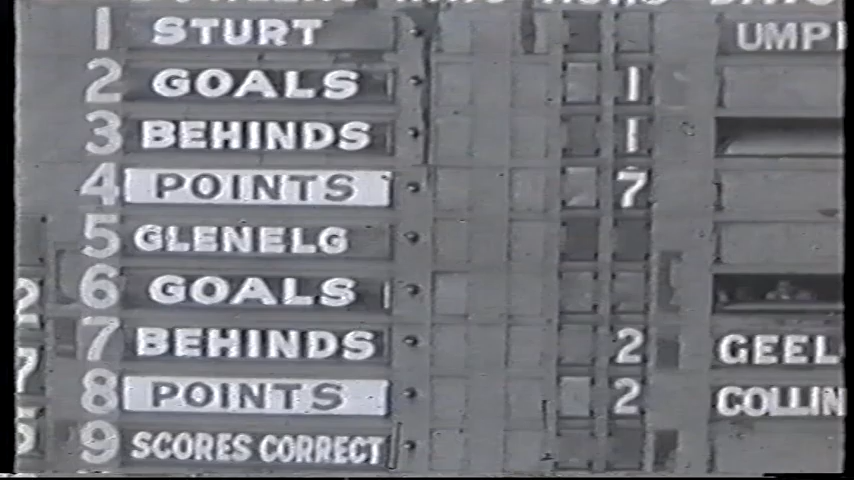 1 STURT UMPI
2 GOALS 1
3 BEHINDS 1
4 POINTS 7
5 GLENELG
6 GOALS
7 BEHINDS 2 GEEL
8 POINTS 2 COLLIN
9 SCORES CORRECT